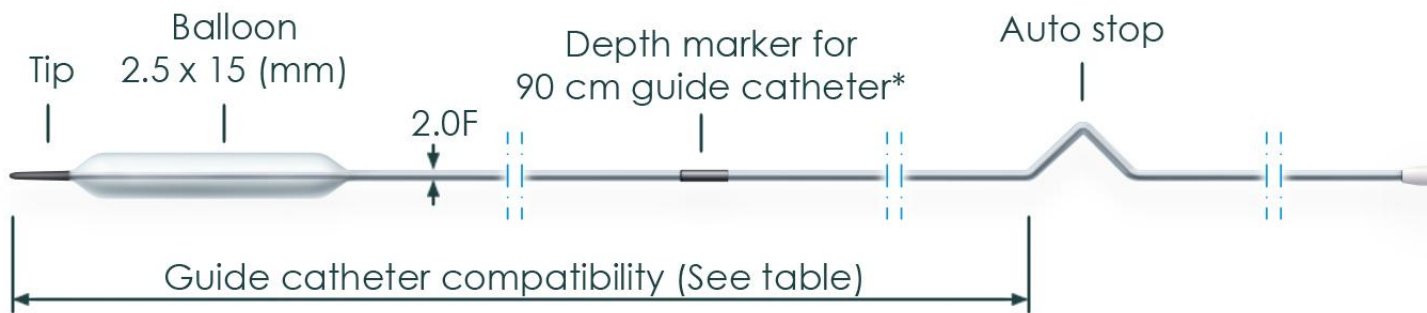 Tip
Balloon
2.5 x 15 (mm)
2.0F
Depth marker for
90 cm guide catheter*
Auto stop
Guide catheter compatibility (See table)